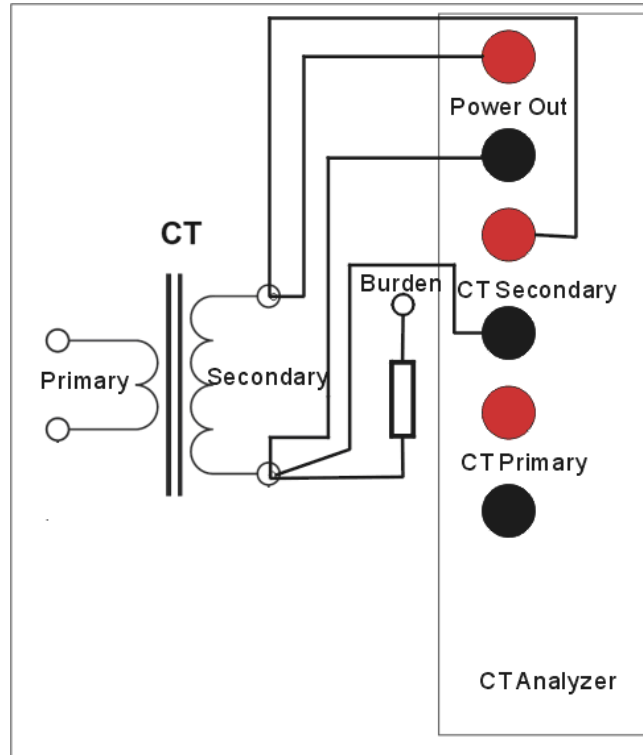 Power Out
CT
Burden
CT Secondary
Primary
Secondary
CT Primary
CT Analyzer